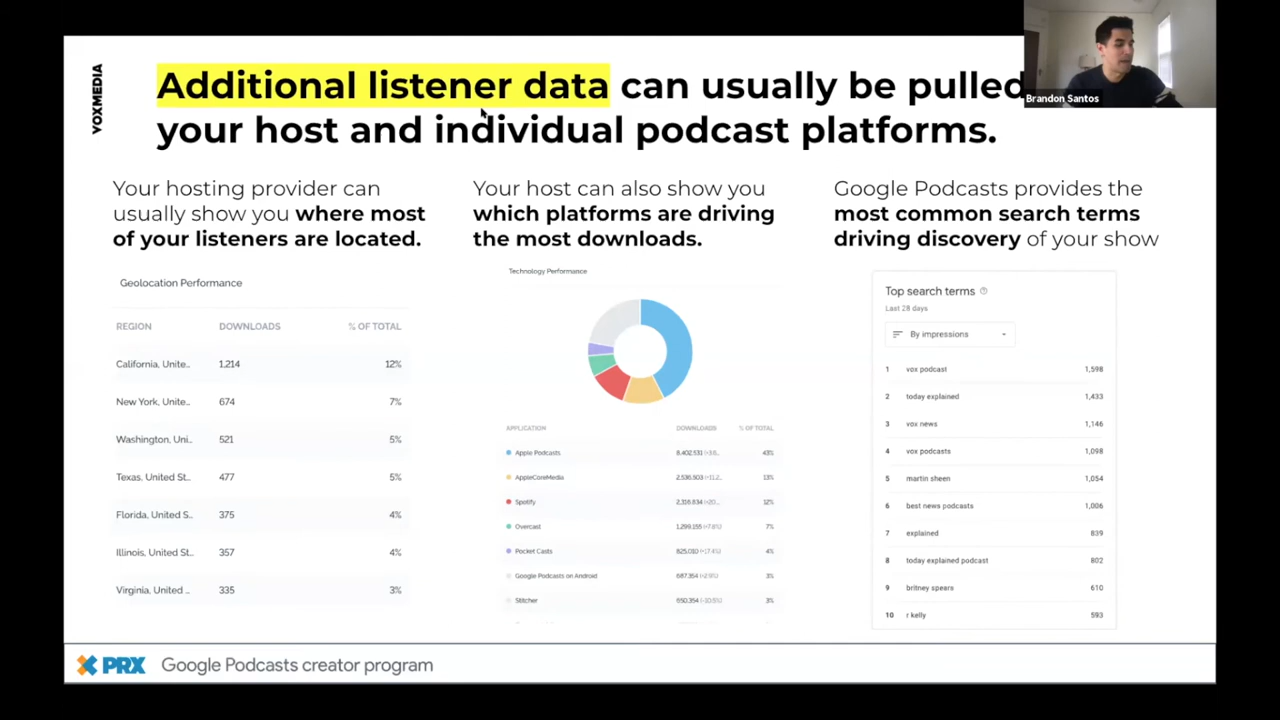 VOXMEDIA
Additional listener data can usually be pulled
your host and individual podcast platforms.
Brandon Santos
Your hosting provider can
usually show you where most
of your listeners are located.
Geolocation Performance
REGION DOWNLOADS % OF TOTAL
California, Unite... 1,214 12%
New York, Unite... 674 7%
Washington, Uni... 521 5%
Texas, United St... 477 5%
Florida, United S... 375 4%
Illinois, United St... 357 4%
Virginia, United ... 335 3%
Your host can also show you
which platforms are driving
the most downloads.
Technology Performance
APPLICATION DOWNLOADS % OF TOTAL
Apple Podcasts 43%
AppleCoreMedia 13%
Spotify 12%
Overcast 7%
Pocket Casts 4%
Google Podcasts on Android 3%
Stitcher 3%
Google Podcasts provides the
most common search terms
driving discovery of your show
Top search terms
Last 28 days
By impressions
1 vox podcast 1,598
2 today explained 1,433
3 vox news 1,146
4 vox podcasts 1,098
5 martin sheen 1,054
6 best news podcasts 1,006
7 explained 839
8 today explained podcast 802
9 britney spears 610
10 r kelly 593
PRX Google Podcasts creator program